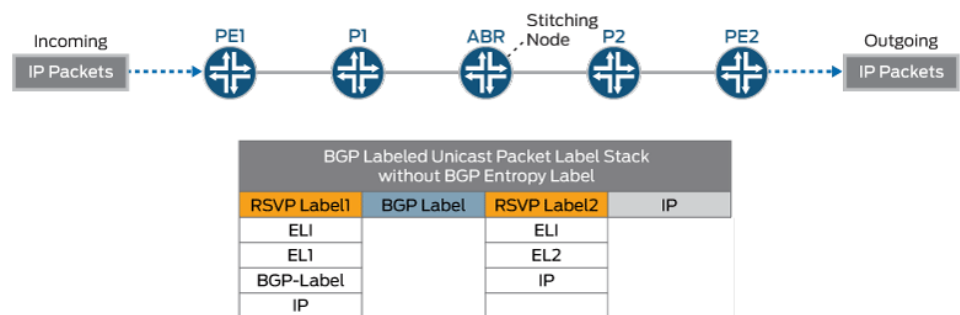 Incoming
IP Packets
PE1
P1
ABR
Stitching
Node
P2
PE2
Outgoing
IP Packets
BGP Labeled Unicast Packet Label Stack
without BGP Entropy Label
RSVP Label1 BGP Label RSVP Label2 IP
ELI ELI
EL1 EL2
BGP-Label IP
IP